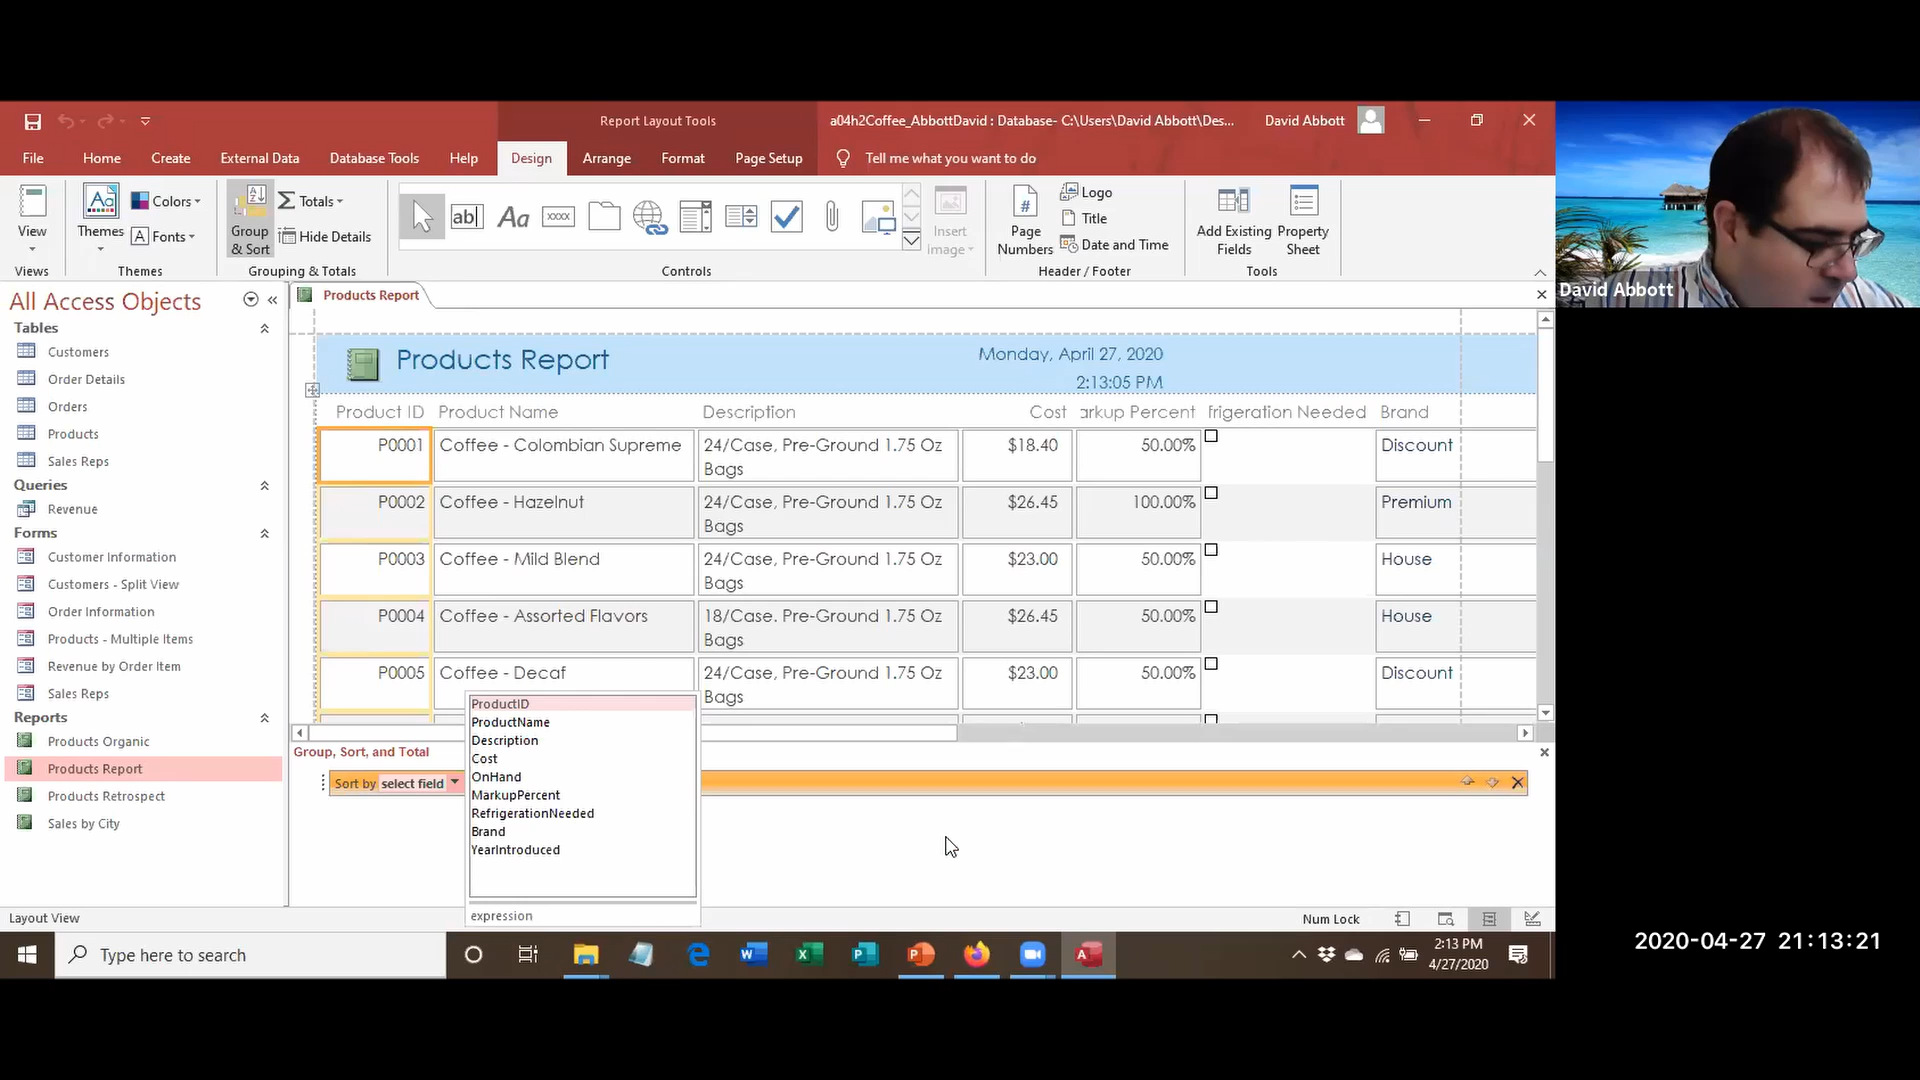 Report Layout Tools
a04h2Coffee_AbbottDavid : Database- C:\Users\David Abbott\Des...
David Abbott
File
Home
Create
External Data
Database Tools
Help
Design
Arrange
Format
Page Setup
Tell me what you want to do
View
Views
Themes
Colors
Fonts
Themes
Group & Sort
Totals
Hide Details
Grouping & Totals
ab|
Aa
XXXX
Insert Image
Controls
Page Numbers
Logo
Title
Date and Time
Header / Footer
Add Existing Fields
Property Sheet
Tools
David Abbott
All Access Objects
Tables
Customers
Order Details
Orders
Products
Sales Reps
Queries
Revenue
Forms
Customer Information
Customers - Split View
Order Information
Products - Multiple Items
Revenue by Order Item
Sales Reps
Reports
Products Organic
Products Report
Products Retrospect
Sales by City
Products Report
Products Report
Monday, April 27, 2020
2:13:05 PM
Product ID Product Name Description Cost arkup Percent frigeration Needed Brand
P0001 Coffee - Colombian Supreme 24/Case, Pre-Ground 1.75 Oz Bags $18.40 50.00% Discount
P0002 Coffee - Hazelnut 24/Case, Pre-Ground 1.75 Oz Bags $26.45 100.00% Premium
P0003 Coffee - Mild Blend 24/Case, Pre-Ground 1.75 Oz Bags $23.00 50.00% House
P0004 Coffee - Assorted Flavors 18/Case. Pre-Ground 1.75 Oz Bags $26.45 50.00% House
P0005 Coffee - Decaf 24/Case, Pre-Ground 1.75 Oz Bags $23.00 50.00% Discount
Group, Sort, and Total
Sort by select field
ProductID
ProductName
Description
Cost
OnHand
MarkupPercent
RefrigerationNeeded
Brand
YearIntroduced
expression
Layout View
Num Lock
Type here to search
2:13 PM
4/27/2020
2020-04-27 21:13:21